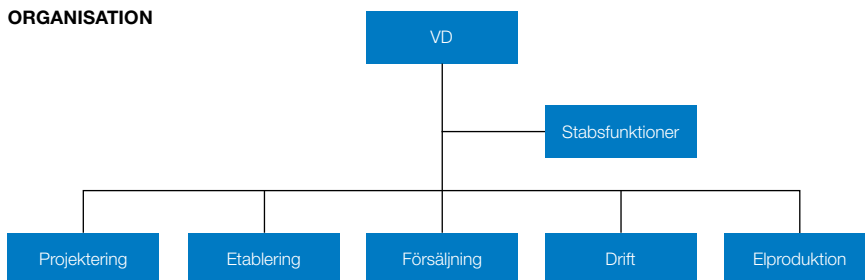 ORGANISATION
VD
Stabsfunktioner
Projektering
Etablering
Försäljning
Drift
Elproduktion